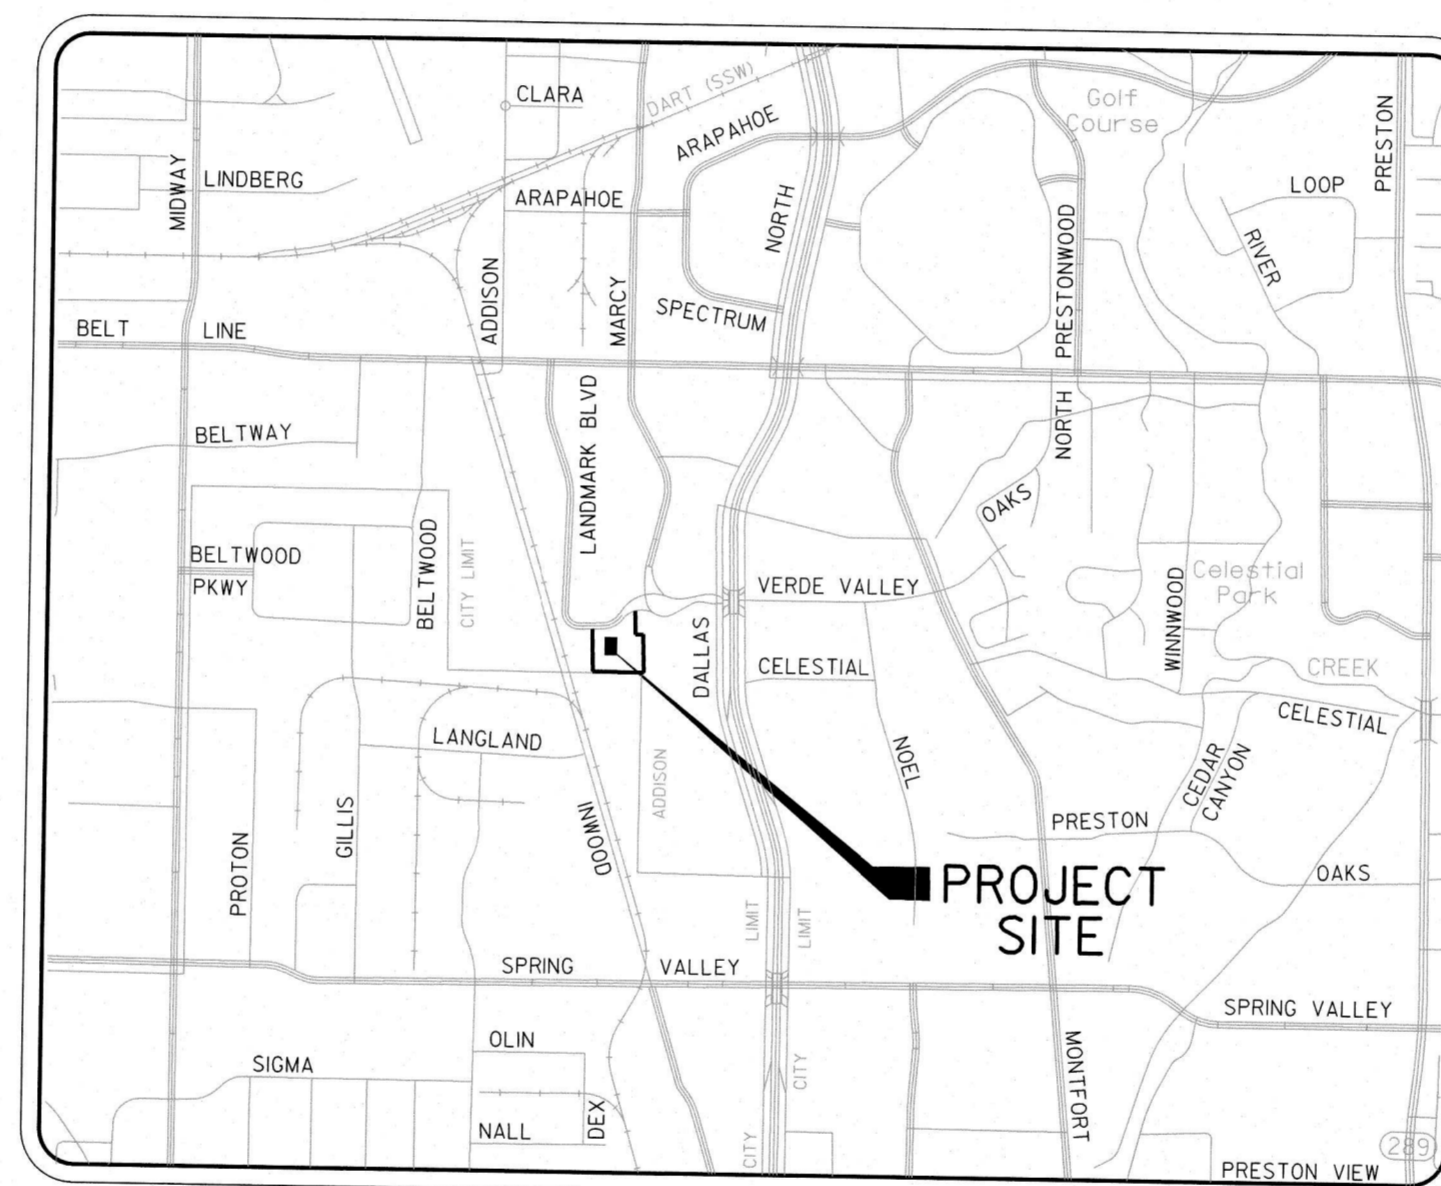 CLARA
DART (SSW)
Golf
Course
ARAPAHOE
PRESTON
MIDWAY
LINDBERG
ARAPAHOE
LOOP
NORTH
PRESTONWOOD
RIVER
ADDISON
MARCY
SPECTRUM
BELT LINE
LANDMARK BLVD
NORTH
BELTWAY
OAKS
BELTWOOD
PKWY
BELTWOOD
CITY LIMIT
VERDE VALLEY
Celestial
Park
WINNWOOD
DALLAS
CELESTIAL
CREEK
CELESTIAL
LANGLAND
NOEL
CEDAR
CANYON
ADDISON
INWOOD
GILLIS
PRESTON
OAKS
PROTON
PROJECT
SITE
LIMIT
LIMIT
SPRING VALLEY
SPRING VALLEY
OLIN
SIGMA
CITY
MONTFORT
NALL
DEX
CITY
289
PRESTON VIEW